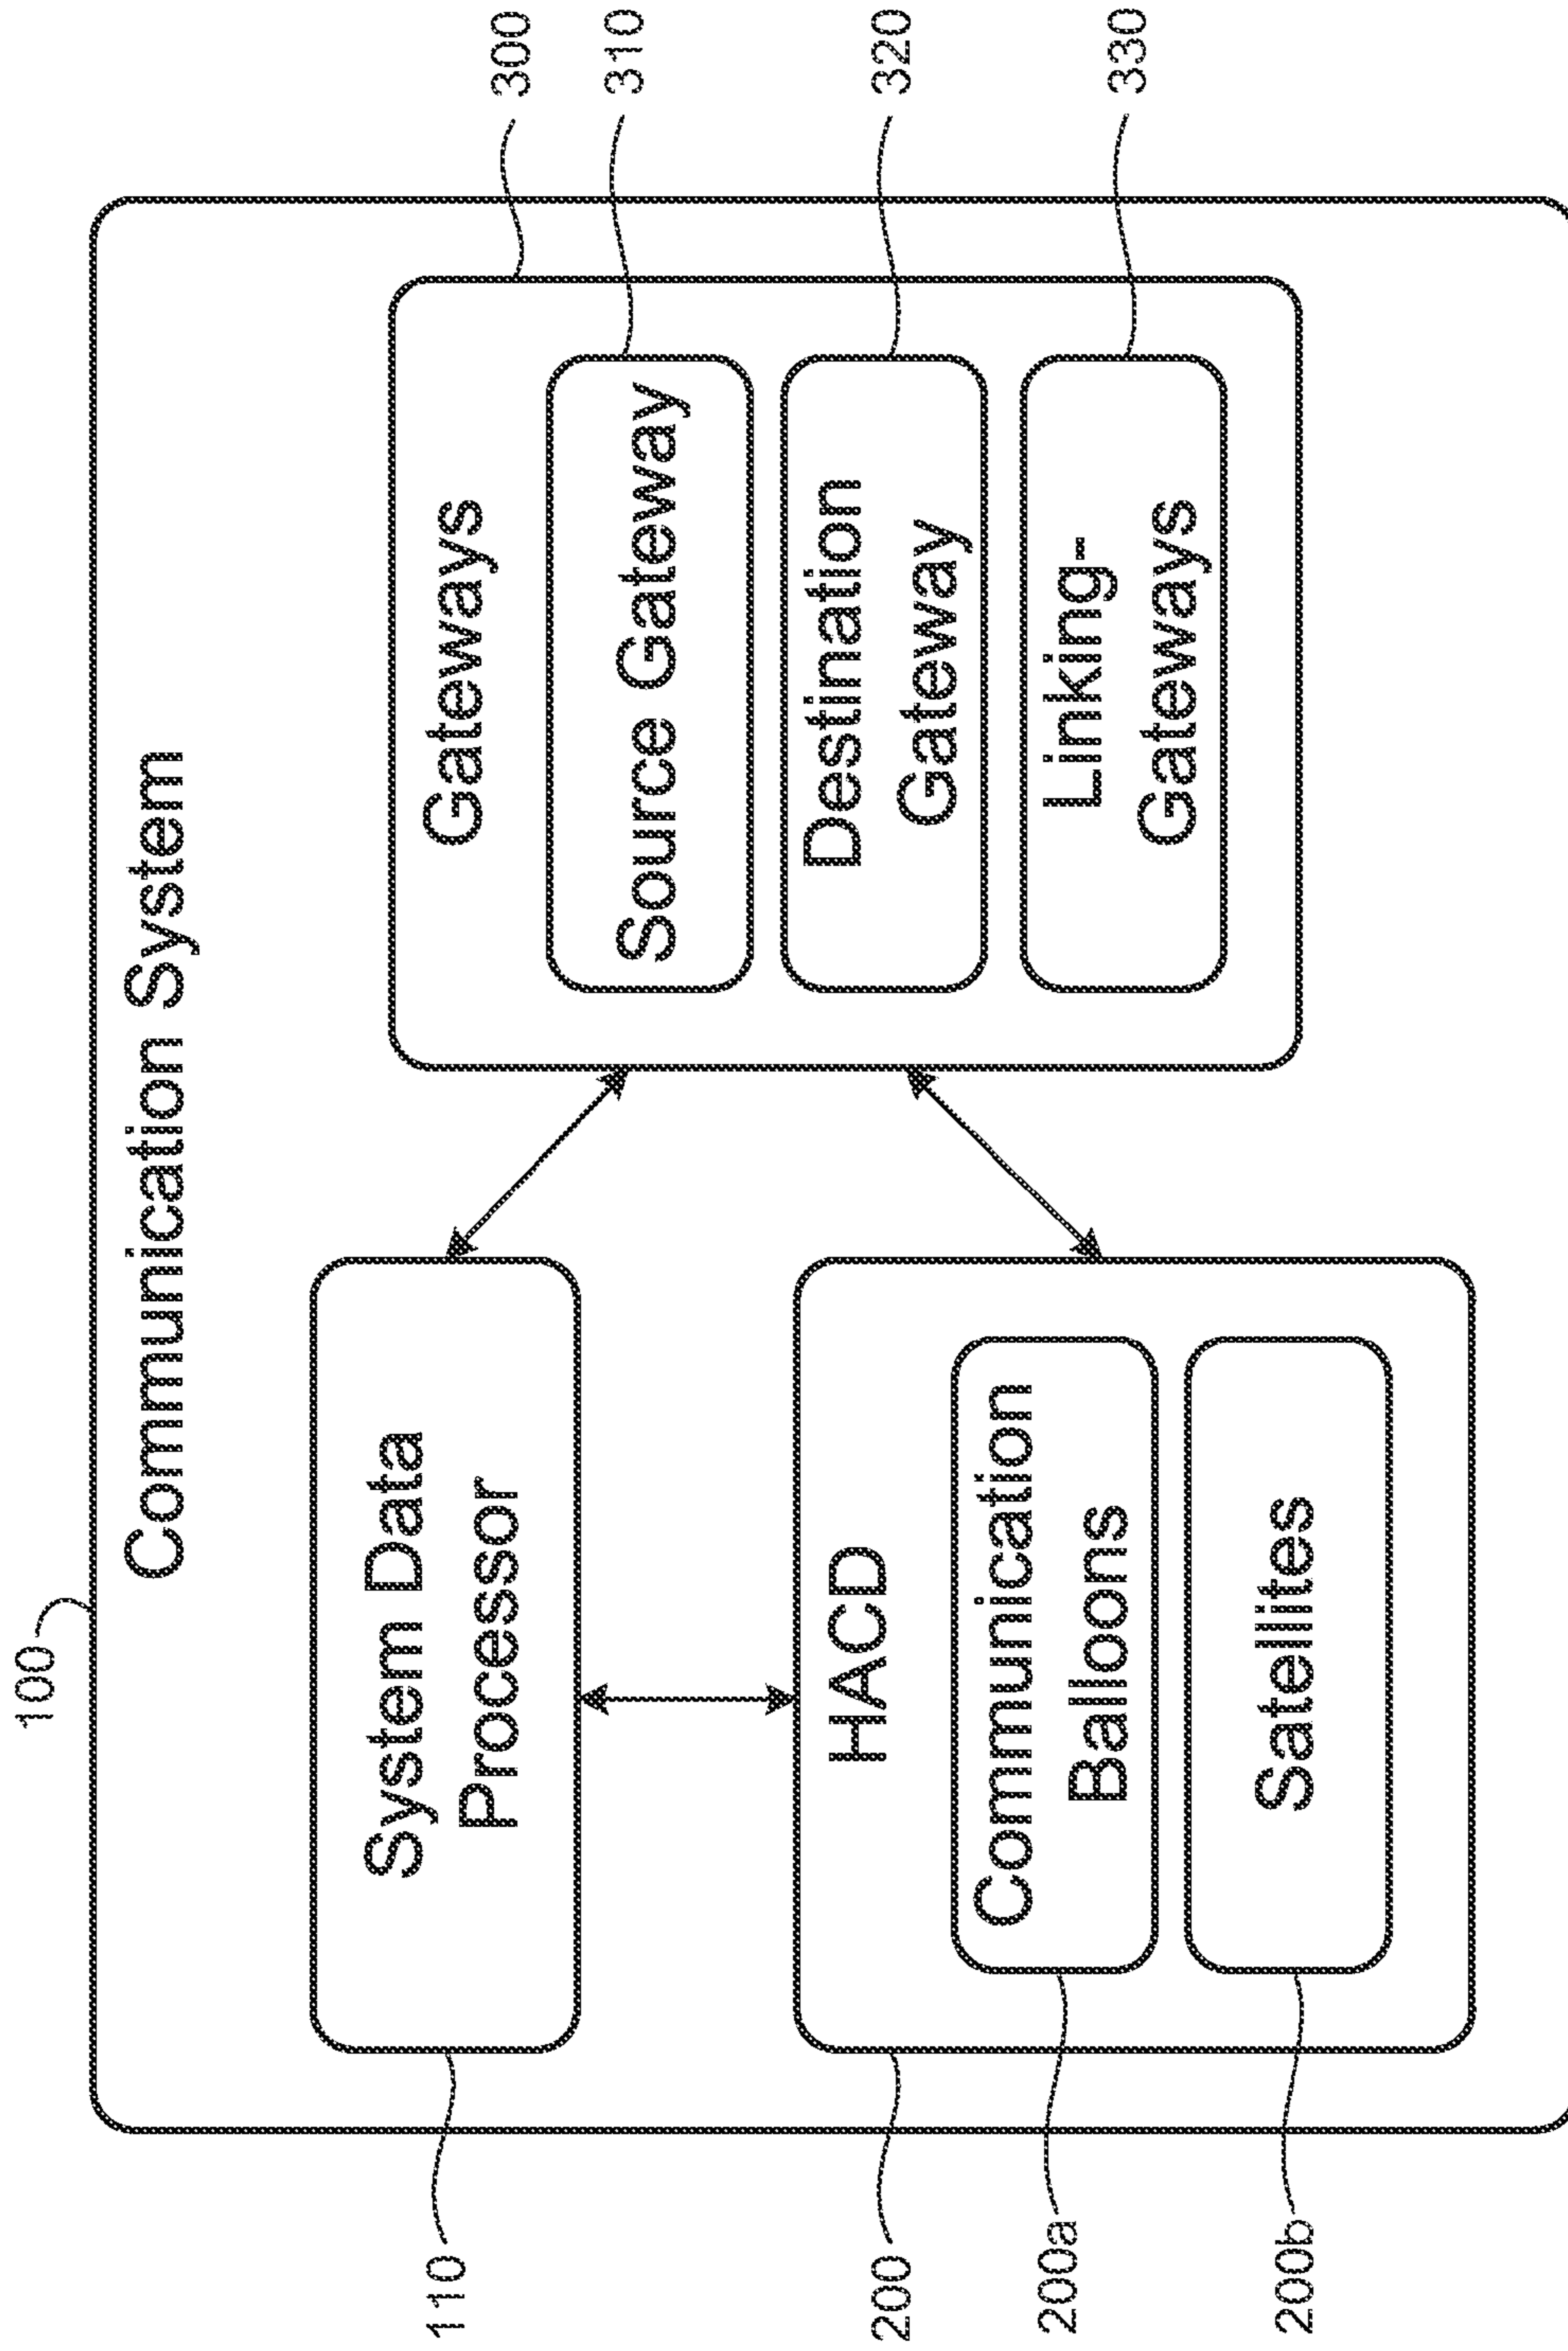 100
Communication System
110
System Data
Processor
200
HACD
200a
Communication
Balloons
200b
Satellites
300
Gateways
310
Source Gateway
320
Destination
Gateway
330
Linking-
Gateways